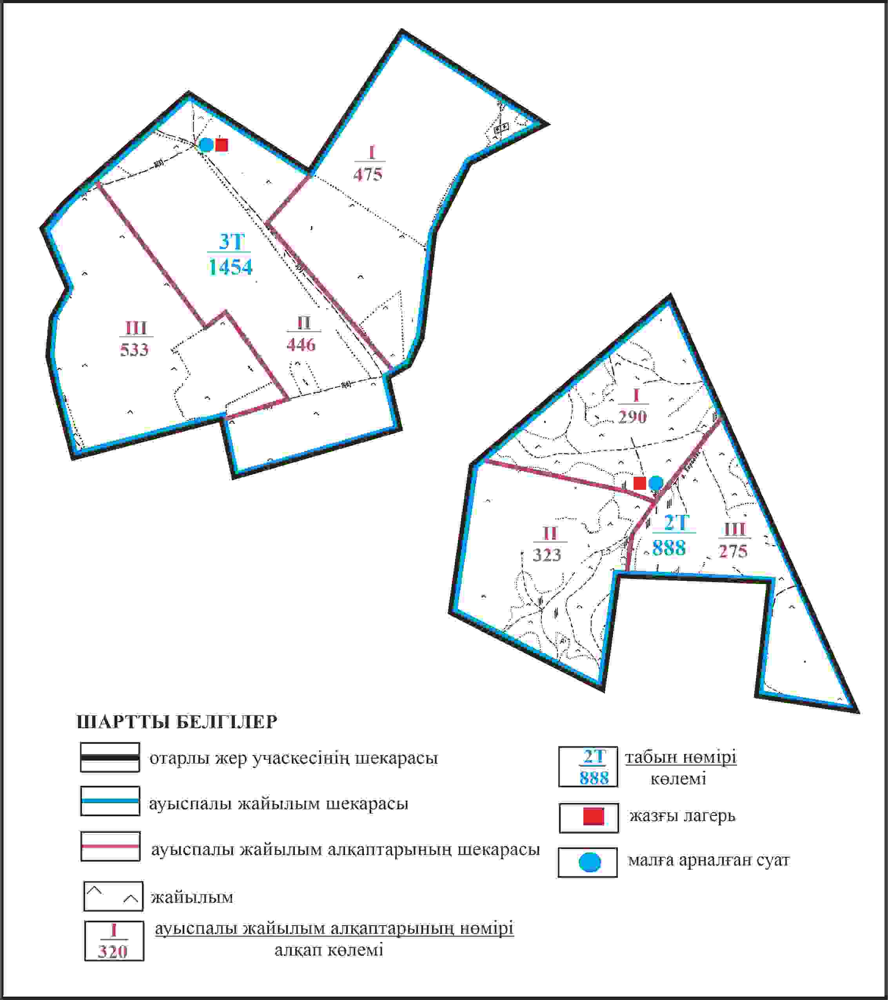 I
475
3T
1454
III
533
II
446
I
290
II
323
2T
888
III
275
ШАРТТЫ БЕЛГІЛЕР
отарлы жер учаскесінің шекарасы
ауыспалы жайылым шекарасы
ауыспалы жайылым алқаптарының шекарасы
жайылым
I
320
ауыспалы жайылым алқаптарының нөмірі
алқап көлемі
2T
888
табын нөмірі
көлемі
жазғы лагерь
малға арналған суат